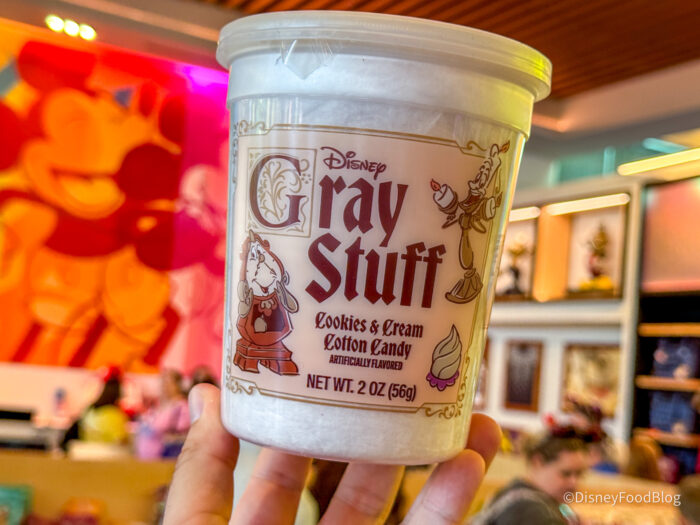 Disney
Gray
Stuff
Cookies & Cream
Cotton Candy
ARTIFICIALLY FLAVORED
NET WT. 2 OZ (56g)
©DisneyFoodBlog